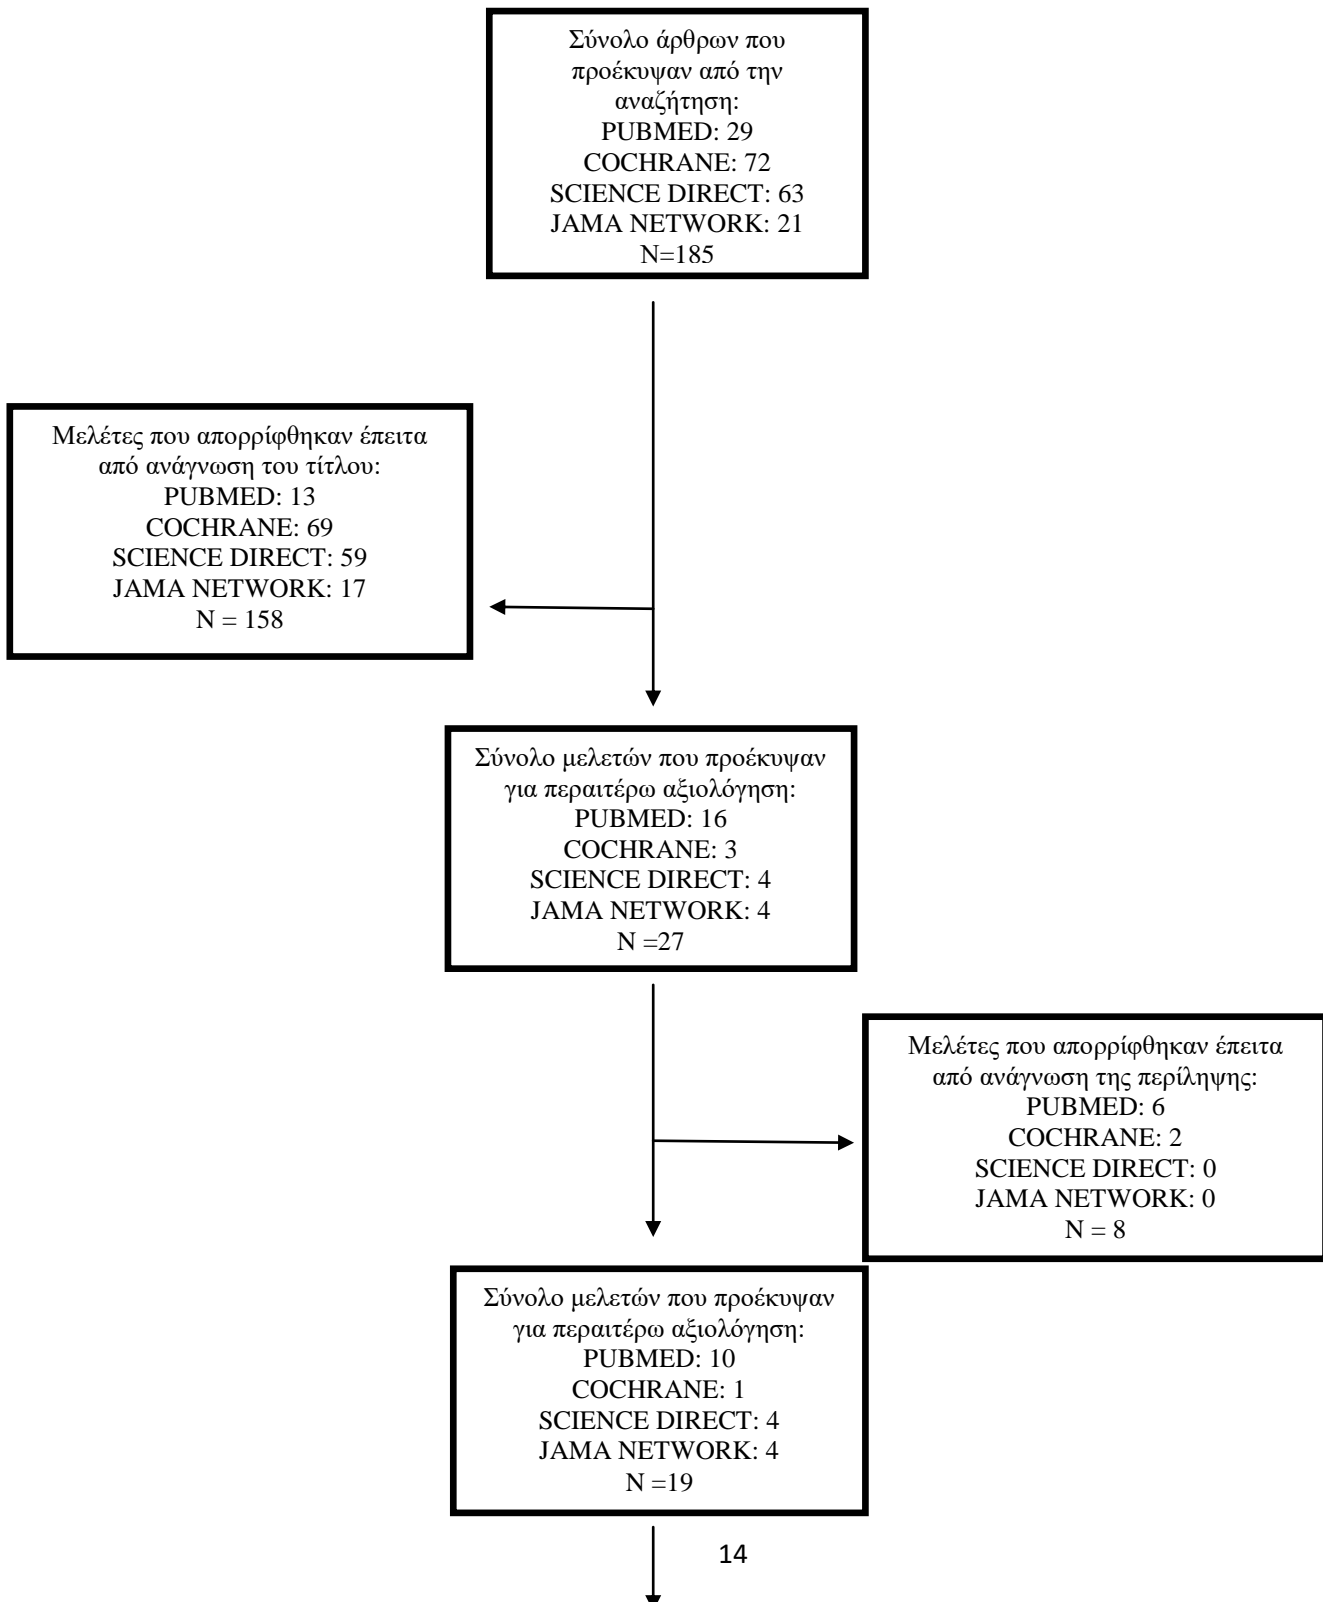 Σύνολο άρθρων που
προέκυψαν από την
αναζήτηση:
PUBMED: 29
COCHRANE: 72
SCIENCE DIRECT: 63
JAMA NETWORK: 21
N=185
Μελέτες που απορρίφθηκαν έπειτα
από ανάγνωση του τίτλου:
PUBMED: 13
COCHRANE: 69
SCIENCE DIRECT: 59
JAMA NETWORK: 17
N = 158
Σύνολο μελετών που προέκυψαν
για περαιτέρω αξιολόγηση:
PUBMED: 16
COCHRANE: 3
SCIENCE DIRECT: 4
JAMA NETWORK: 4
N =27
Μελέτες που απορρίφθηκαν έπειτα
από ανάγνωση της περίληψης:
PUBMED: 6
COCHRANE: 2
SCIENCE DIRECT: 0
JAMA NETWORK: 0
N = 8
Σύνολο μελετών που προέκυψαν
για περαιτέρω αξιολόγηση:
PUBMED: 10
COCHRANE: 1
SCIENCE DIRECT: 4
JAMA NETWORK: 4
N =19
14